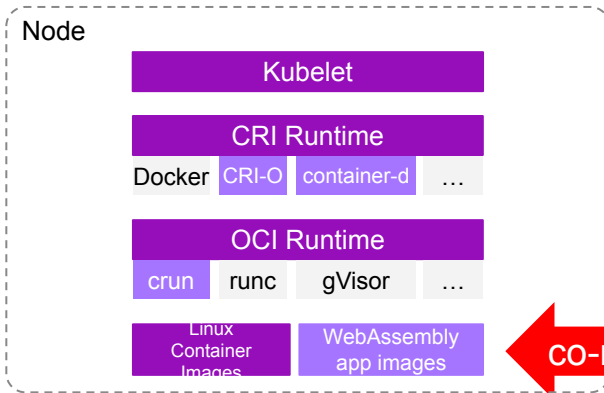 Node
Kubelet
CRI Runtime
Docker CRI-O container-d …
OCI Runtime
crun runc gVisor …
Linux
Container
Images
WebAssembly
app images